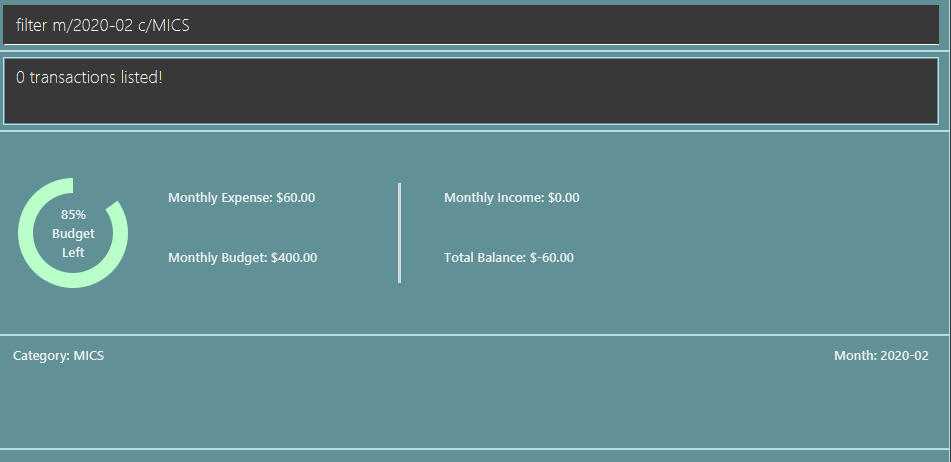 filter m/2020-02 c/MICS
0 transactions listed!
85%
Budget
Left
Monthly Expense: $60.00
Monthly Income: $0.00
Monthly Budget: $400.00
Total Balance: $-60.00
Category: MICS
Month: 2020-02